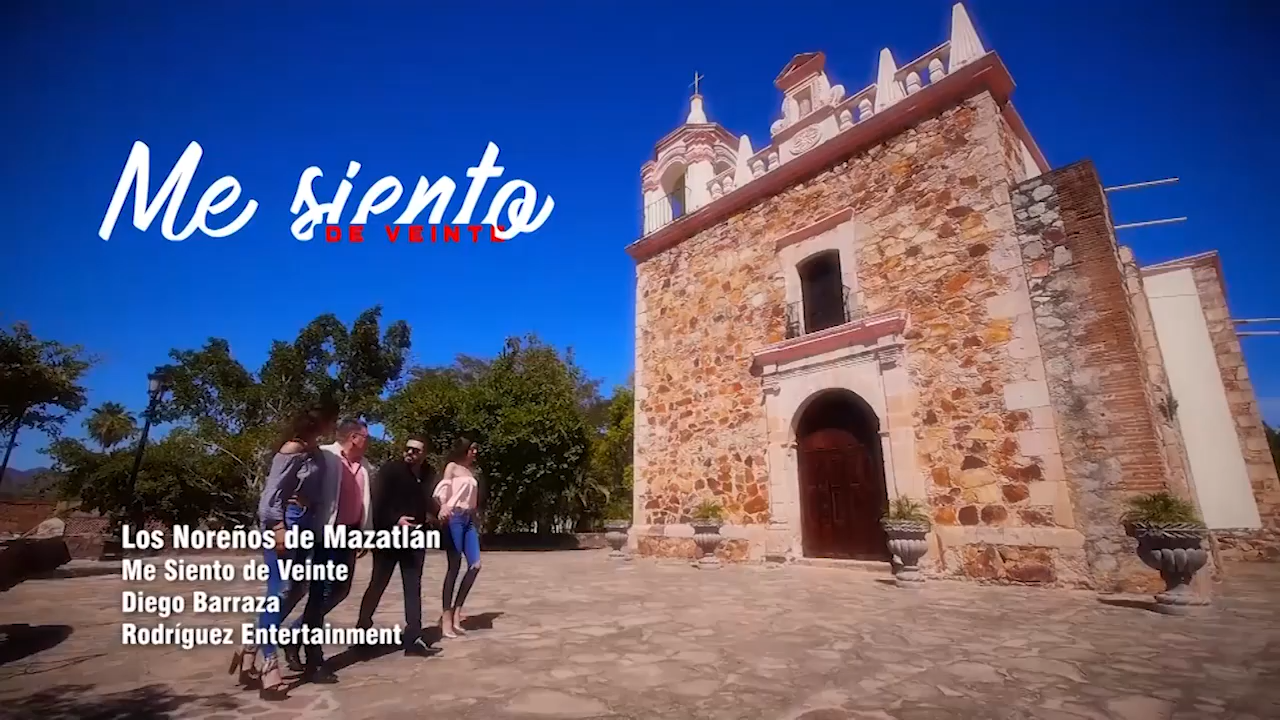 Me siento
DE VEINTE
Los Noreños de Mazatlán
Me Siento de Veinte
Diego Barraza
Rodríguez Entertainment